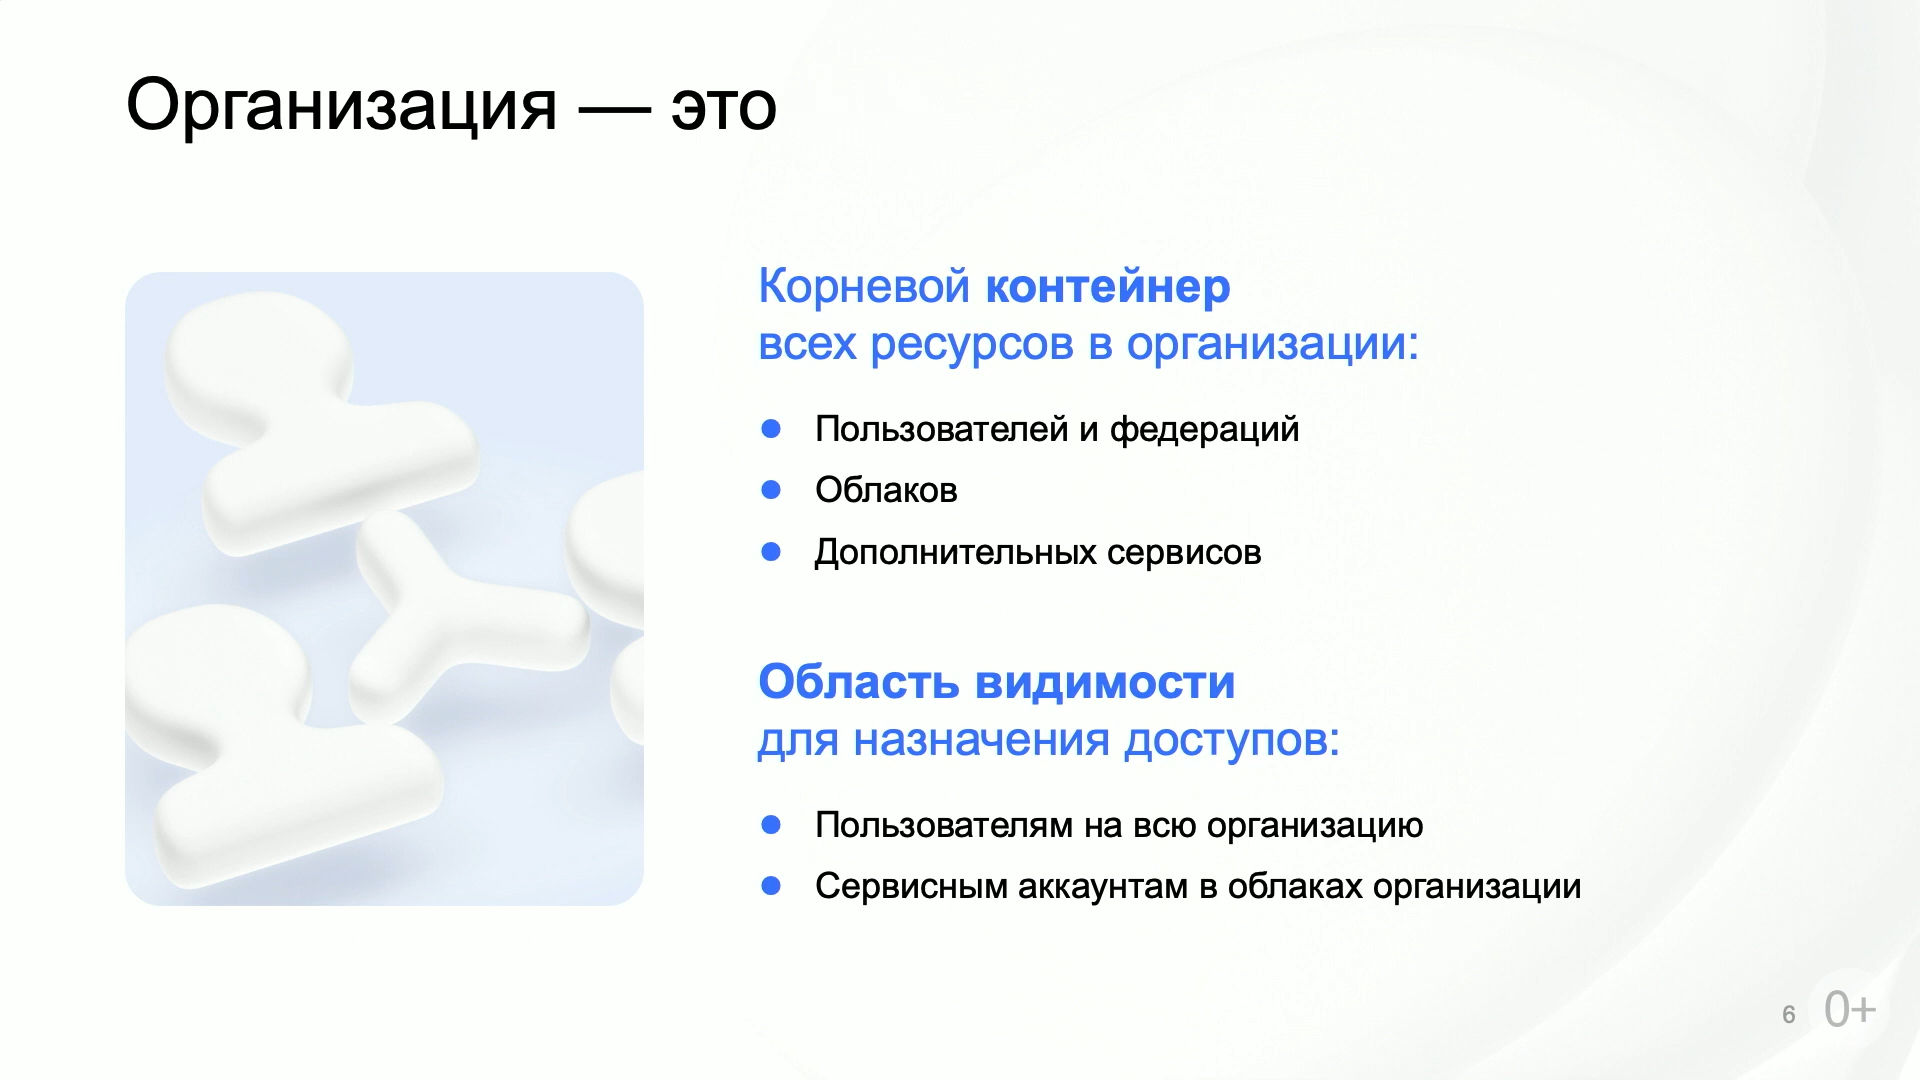 Организация — это
Корневой контейнер
всех ресурсов в организации:
Пользователей и федераций
Облаков
Дополнительных сервисов
Область видимости
для назначения доступов:
Пользователям на всю организацию
Сервисным аккаунтам в облаках организации
6
0+